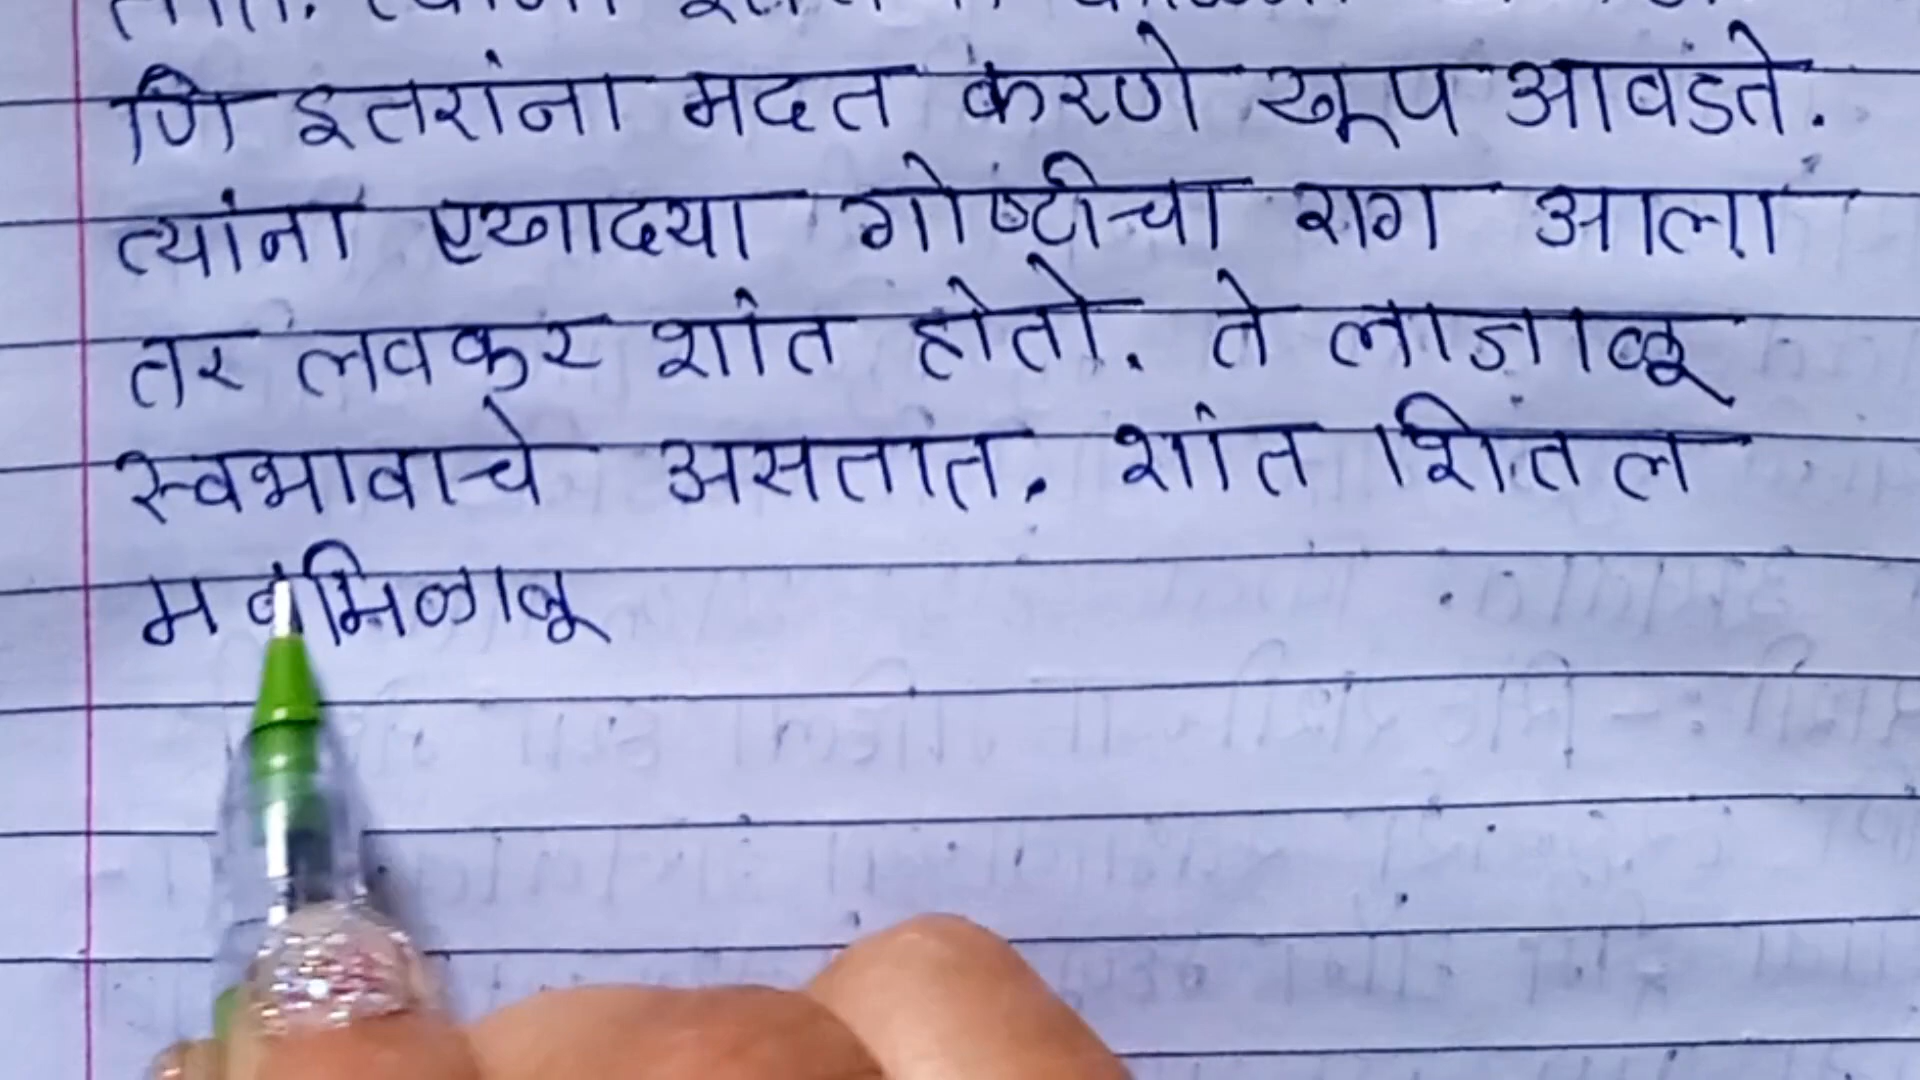 णि इतरांना मदत करणे खूप आवडते.
त्यांना एखादया गोष्टीचा राग आला
तर लवकर शांत होतो. ते लाजाळू
स्वभावाचे असतात. शांत शितल
मनमिळावू